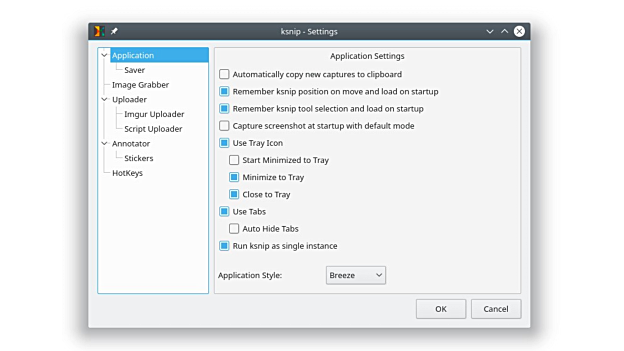 ksnip - Settings
Application
Saver
Image Grabber
Uploader
Imgur Uploader
Script Uploader
Annotator
Stickers
HotKeys
Application Settings
Automatically copy new captures to clipboard
Remember ksnip position on move and load on startup
Remember ksnip tool selection and load on startup
Capture screenshot at startup with default mode
Use Tray Icon
Start Minimized to Tray
Minimize to Tray
Close to Tray
Use Tabs
Auto Hide Tabs
Run ksnip as single instance
Application Style: Breeze
OK Cancel